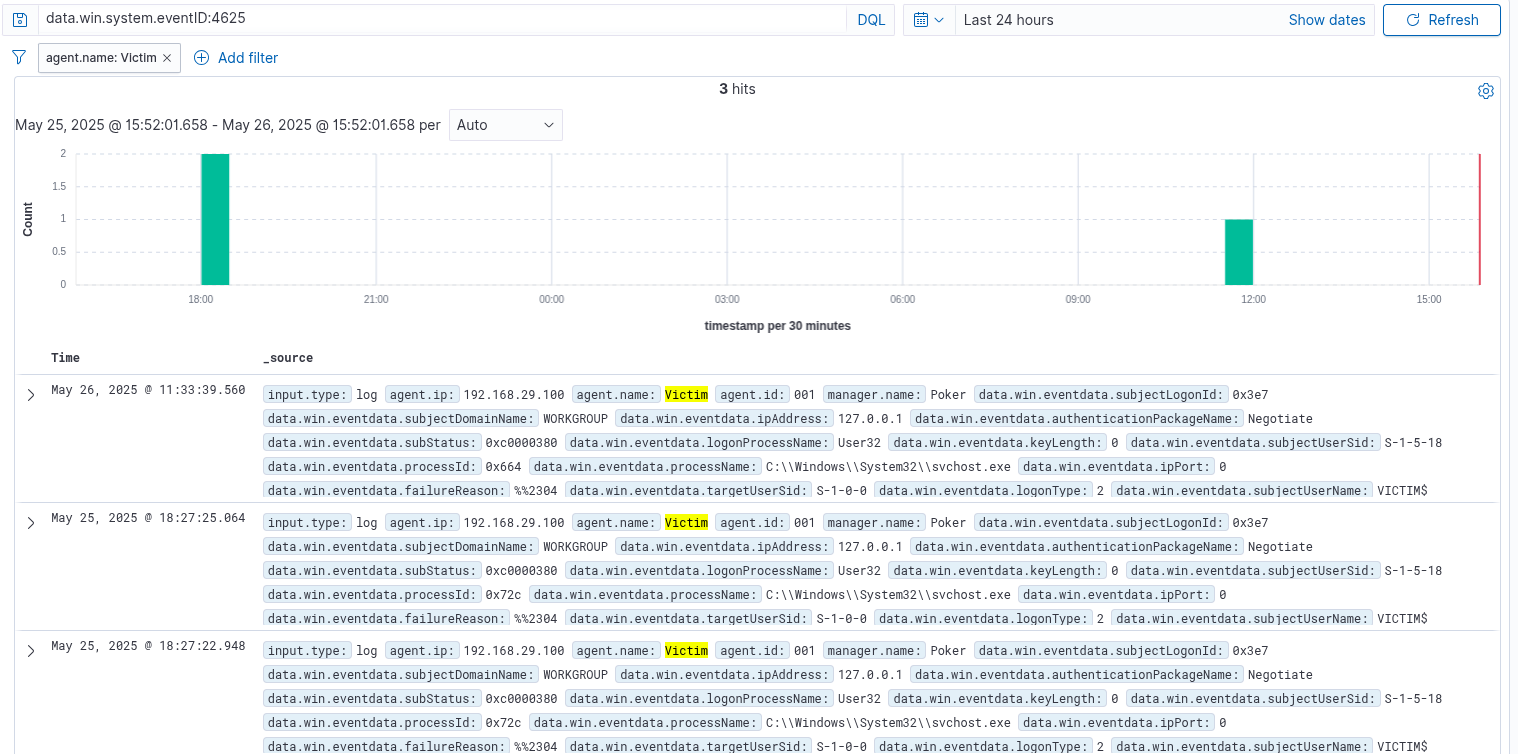 data.win.system.eventID:4625 DQL Last 24 hours Show dates Refresh
agent.name: Victim × Add filter
3 hits
May 25, 2025 @ 15:52:01.658 - May 26, 2025 @ 15:52:01.658 per Auto
2
1.5
1
0.5
0
Count
18:00 21:00 00:00 03:00 06:00 09:00 12:00 15:00
timestamp per 30 minutes
Time _source
May 26, 2025 @ 11:33:39.560 input.type: log agent.ip: 192.168.29.100 agent.name: Victim agent.id: 001 manager.name: Poker data.win.eventdata.subjectLogonId: 0x3e7
data.win.eventdata.subjectDomainName: WORKGROUP data.win.eventdata.ipAddress: 127.0.0.1 data.win.eventdata.authenticationPackageName: Negotiate
data.win.eventdata.subStatus: 0xc0000380 data.win.eventdata.logonProcessName: User32 data.win.eventdata.keyLength: 0 data.win.eventdata.subjectUserSid: S-1-5-18
data.win.eventdata.processId: 0x664 data.win.eventdata.processName: C:\\Windows\\System32\\svchost.exe data.win.eventdata.ipPort: 0
data.win.eventdata.failureReason: %%2304 data.win.eventdata.targetUserSid: S-1-0-0 data.win.eventdata.logonType: 2 data.win.eventdata.subjectUserName: VICTIM$
May 25, 2025 @ 18:27:25.064 input.type: log agent.ip: 192.168.29.100 agent.name: Victim agent.id: 001 manager.name: Poker data.win.eventdata.subjectLogonId: 0x3e7
data.win.eventdata.subjectDomainName: WORKGROUP data.win.eventdata.ipAddress: 127.0.0.1 data.win.eventdata.authenticationPackageName: Negotiate
data.win.eventdata.subStatus: 0xc0000380 data.win.eventdata.logonProcessName: User32 data.win.eventdata.keyLength: 0 data.win.eventdata.subjectUserSid: S-1-5-18
data.win.eventdata.processId: 0x72c data.win.eventdata.processName: C:\\Windows\\System32\\svchost.exe data.win.eventdata.ipPort: 0
data.win.eventdata.failureReason: %%2304 data.win.eventdata.targetUserSid: S-1-0-0 data.win.eventdata.logonType: 2 data.win.eventdata.subjectUserName: VICTIM$
May 25, 2025 @ 18:27:22.948 input.type: log agent.ip: 192.168.29.100 agent.name: Victim agent.id: 001 manager.name: Poker data.win.eventdata.subjectLogonId: 0x3e7
data.win.eventdata.subjectDomainName: WORKGROUP data.win.eventdata.ipAddress: 127.0.0.1 data.win.eventdata.authenticationPackageName: Negotiate
data.win.eventdata.subStatus: 0xc0000380 data.win.eventdata.logonProcessName: User32 data.win.eventdata.keyLength: 0 data.win.eventdata.subjectUserSid: S-1-5-18
data.win.eventdata.processId: 0x72c data.win.eventdata.processName: C:\\Windows\\System32\\svchost.exe data.win.eventdata.ipPort: 0
data.win.eventdata.failureReason: %%2304 data.win.eventdata.targetUserSid: S-1-0-0 data.win.eventdata.logonType: 2 data.win.eventdata.subjectUserName: VICTIM$